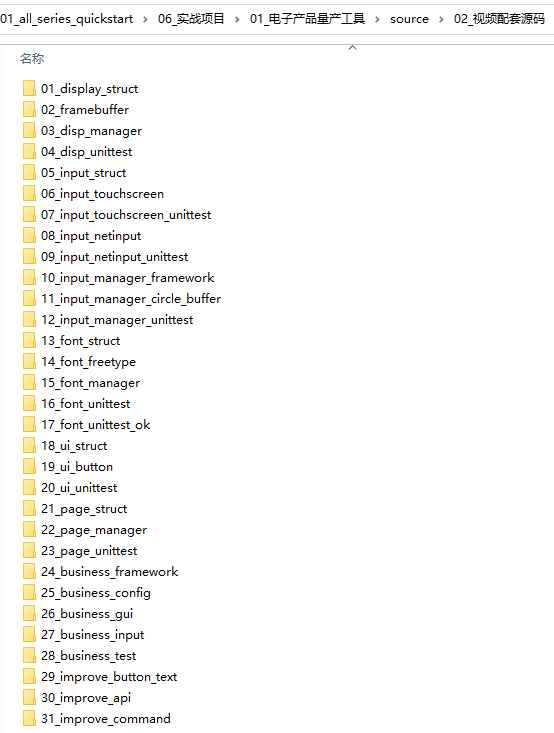 01_all_series_quickstart > 06_实战项目 > 01_电子产品量产工具 > source > 02_视频配套源码
名称
01_display_struct
02_framebuffer
03_disp_manager
04_disp_unittest
05_input_struct
06_input_touchscreen
07_input_touchscreen_unittest
08_input_netinput
09_input_netinput_unittest
10_input_manager_framework
11_input_manager_circle_buffer
12_input_manager_unittest
13_font_struct
14_font_freetype
15_font_manager
16_font_unittest
17_font_unittest_ok
18_ui_struct
19_ui_button
20_ui_unittest
21_page_struct
22_page_manager
23_page_unittest
24_business_framework
25_business_config
26_business_gui
27_business_input
28_business_test
29_improve_button_text
30_improve_api
31_improve_command